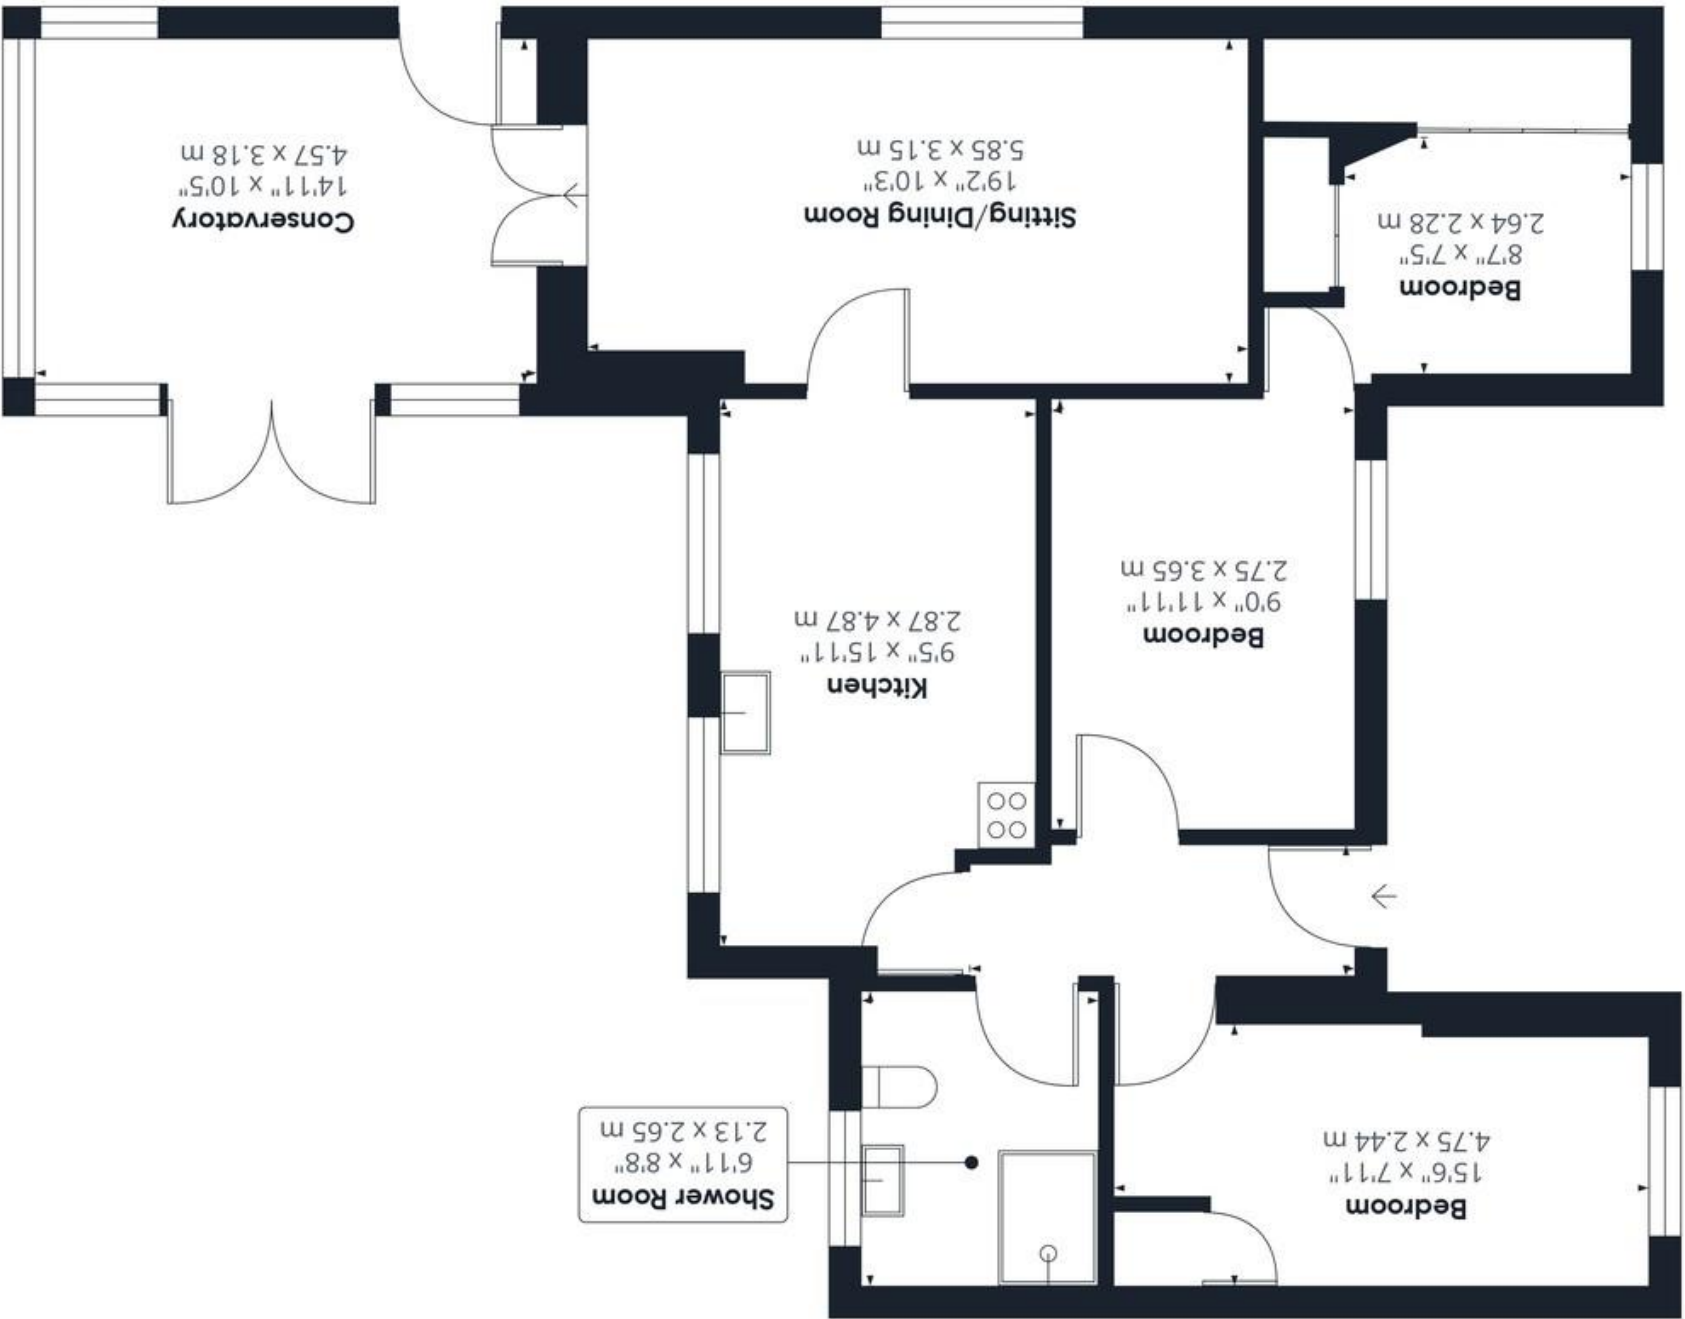 Bedroom
15'6" x 7'11"
4.75 x 2.44 m
Shower Room
6'11" x 8'8"
2.13 x 2.65 m
Kitchen
9'5" x 15'11"
2.87 x 4.87 m
Bedroom
9'0" x 11'11"
2.75 x 3.65 m
Bedroom
8'7" x 7'5"
2.64 x 2.28 m
Sitting/Dining Room
19'2" x 10'3"
5.85 x 3.15 m
Conservatory
14'11" x 10'5"
4.57 x 3.18 m